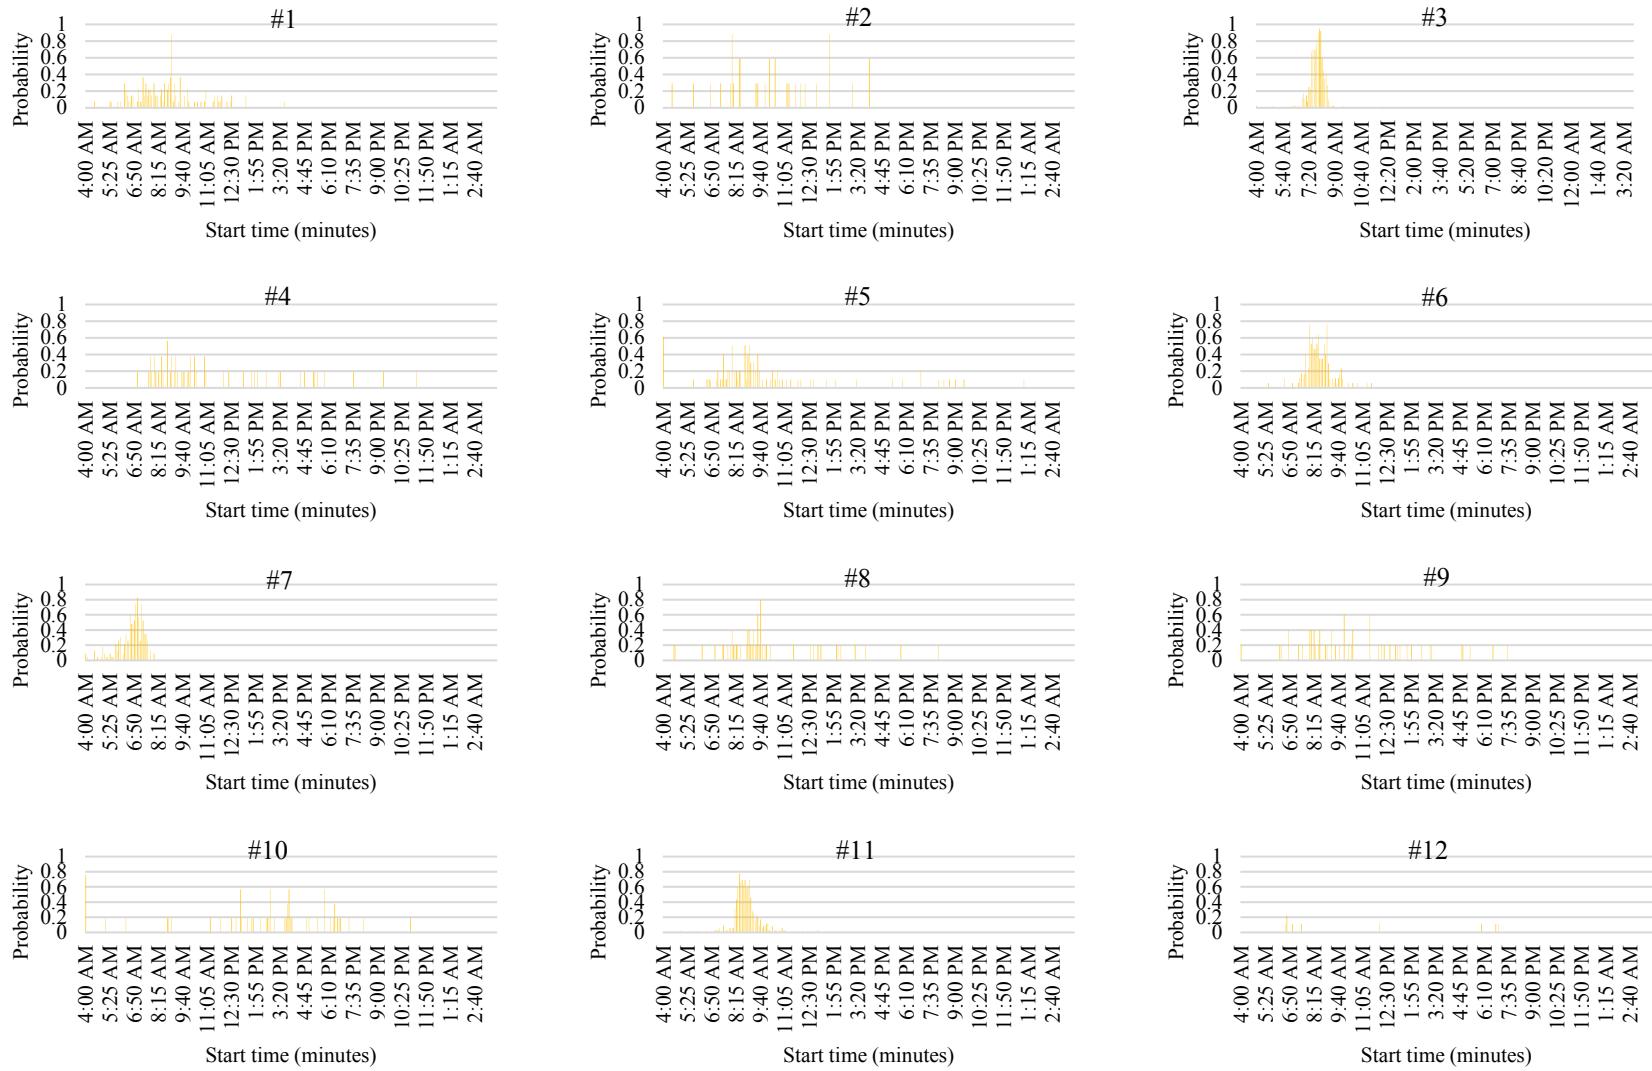 #1
Probability
1
0.8
0.6
0.4
0.2
0
4:00 AM
5:25 AM
6:50 AM
8:15 AM
9:40 AM
11:05 AM
12:30 PM
1:55 PM
3:20 PM
4:45 PM
6:10 PM
7:35 PM
9:00 PM
10:25 PM
11:50 PM
1:15 AM
2:40 AM
Start time (minutes)
#2
Probability
1
0.8
0.6
0.4
0.2
0
4:00 AM
5:25 AM
6:50 AM
8:15 AM
9:40 AM
11:05 AM
12:30 PM
1:55 PM
3:20 PM
4:45 PM
6:10 PM
7:35 PM
9:00 PM
10:25 PM
11:50 PM
1:15 AM
2:40 AM
Start time (minutes)
#3
Probability
1
0.8
0.6
0.4
0.2
0
4:00 AM
5:40 AM
7:20 AM
9:00 AM
10:40 AM
12:20 PM
2:00 PM
3:40 PM
5:20 PM
7:00 PM
8:40 PM
10:20 PM
12:00 AM
1:40 AM
3:20 AM
Start time (minutes)
#4
Probability
1
0.8
0.6
0.4
0.2
0
4:00 AM
5:25 AM
6:50 AM
8:15 AM
9:40 AM
11:05 AM
12:30 PM
1:55 PM
3:20 PM
4:45 PM
6:10 PM
7:35 PM
9:00 PM
10:25 PM
11:50 PM
1:15 AM
2:40 AM
Start time (minutes)
#5
Probability
1
0.8
0.6
0.4
0.2
0
4:00 AM
5:25 AM
6:50 AM
8:15 AM
9:40 AM
11:05 AM
12:30 PM
1:55 PM
3:20 PM
4:45 PM
6:10 PM
7:35 PM
9:00 PM
10:25 PM
11:50 PM
1:15 AM
2:40 AM
Start time (minutes)
#6
Probability
1
0.8
0.6
0.4
0.2
0
4:00 AM
5:25 AM
6:50 AM
8:15 AM
9:40 AM
11:05 AM
12:30 PM
1:55 PM
3:20 PM
4:45 PM
6:10 PM
7:35 PM
9:00 PM
10:25 PM
11:50 PM
1:15 AM
2:40 AM
Start time (minutes)
#7
Probability
1
0.8
0.6
0.4
0.2
0
4:00 AM
5:25 AM
6:50 AM
8:15 AM
9:40 AM
11:05 AM
12:30 PM
1:55 PM
3:20 PM
4:45 PM
6:10 PM
7:35 PM
9:00 PM
10:25 PM
11:50 PM
1:15 AM
2:40 AM
Start time (minutes)
#8
Probability
1
0.8
0.6
0.4
0.2
0
4:00 AM
5:25 AM
6:50 AM
8:15 AM
9:40 AM
11:05 AM
12:30 PM
1:55 PM
3:20 PM
4:45 PM
6:10 PM
7:35 PM
9:00 PM
10:25 PM
11:50 PM
1:15 AM
2:40 AM
Start time (minutes)
#9
Probability
1
0.8
0.6
0.4
0.2
0
4:00 AM
5:25 AM
6:50 AM
8:15 AM
9:40 AM
11:05 AM
12:30 PM
1:55 PM
3:20 PM
4:45 PM
6:10 PM
7:35 PM
9:00 PM
10:25 PM
11:50 PM
1:15 AM
2:40 AM
Start time (minutes)
#10
Probability
1
0.8
0.6
0.4
0.2
0
4:00 AM
5:25 AM
6:50 AM
8:15 AM
9:40 AM
11:05 AM
12:30 PM
1:55 PM
3:20 PM
4:45 PM
6:10 PM
7:35 PM
9:00 PM
10:25 PM
11:50 PM
1:15 AM
2:40 AM
Start time (minutes)
#11
Probability
1
0.8
0.6
0.4
0.2
0
4:00 AM
5:25 AM
6:50 AM
8:15 AM
9:40 AM
11:05 AM
12:30 PM
1:55 PM
3:20 PM
4:45 PM
6:10 PM
7:35 PM
9:00 PM
10:25 PM
11:50 PM
1:15 AM
2:40 AM
Start time (minutes)
#12
Probability
1
0.8
0.6
0.4
0.2
0
4:00 AM
5:25 AM
6:50 AM
8:15 AM
9:40 AM
11:05 AM
12:30 PM
1:55 PM
3:20 PM
4:45 PM
6:10 PM
7:35 PM
9:00 PM
10:25 PM
11:50 PM
1:15 AM
2:40 AM
Start time (minutes)